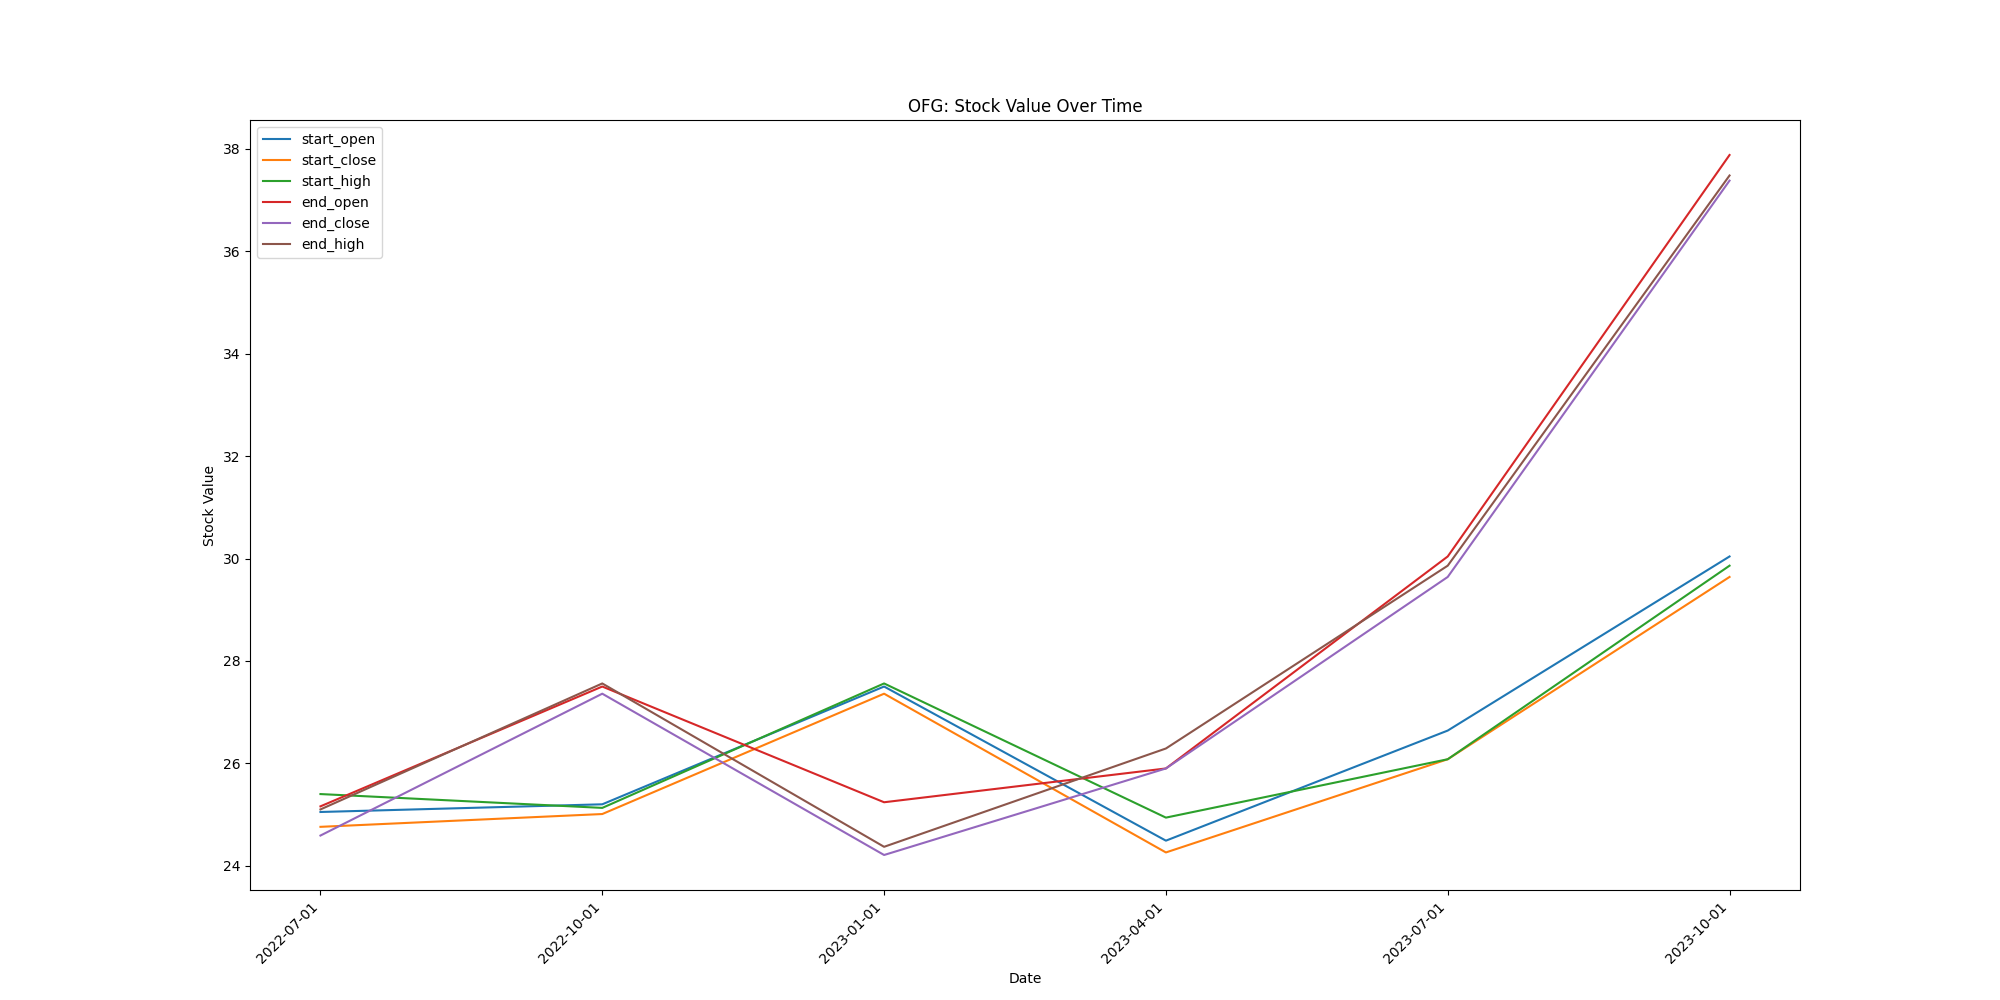 OFG: Stock Value Over Time
start_open
start_close
start_high
end_open
end_close
end_high
38
36
34
32
30
28
26
24
Stock Value
2022-07-01
2022-10-01
2023-01-01
2023-04-01
2023-07-01
2023-10-01
Date